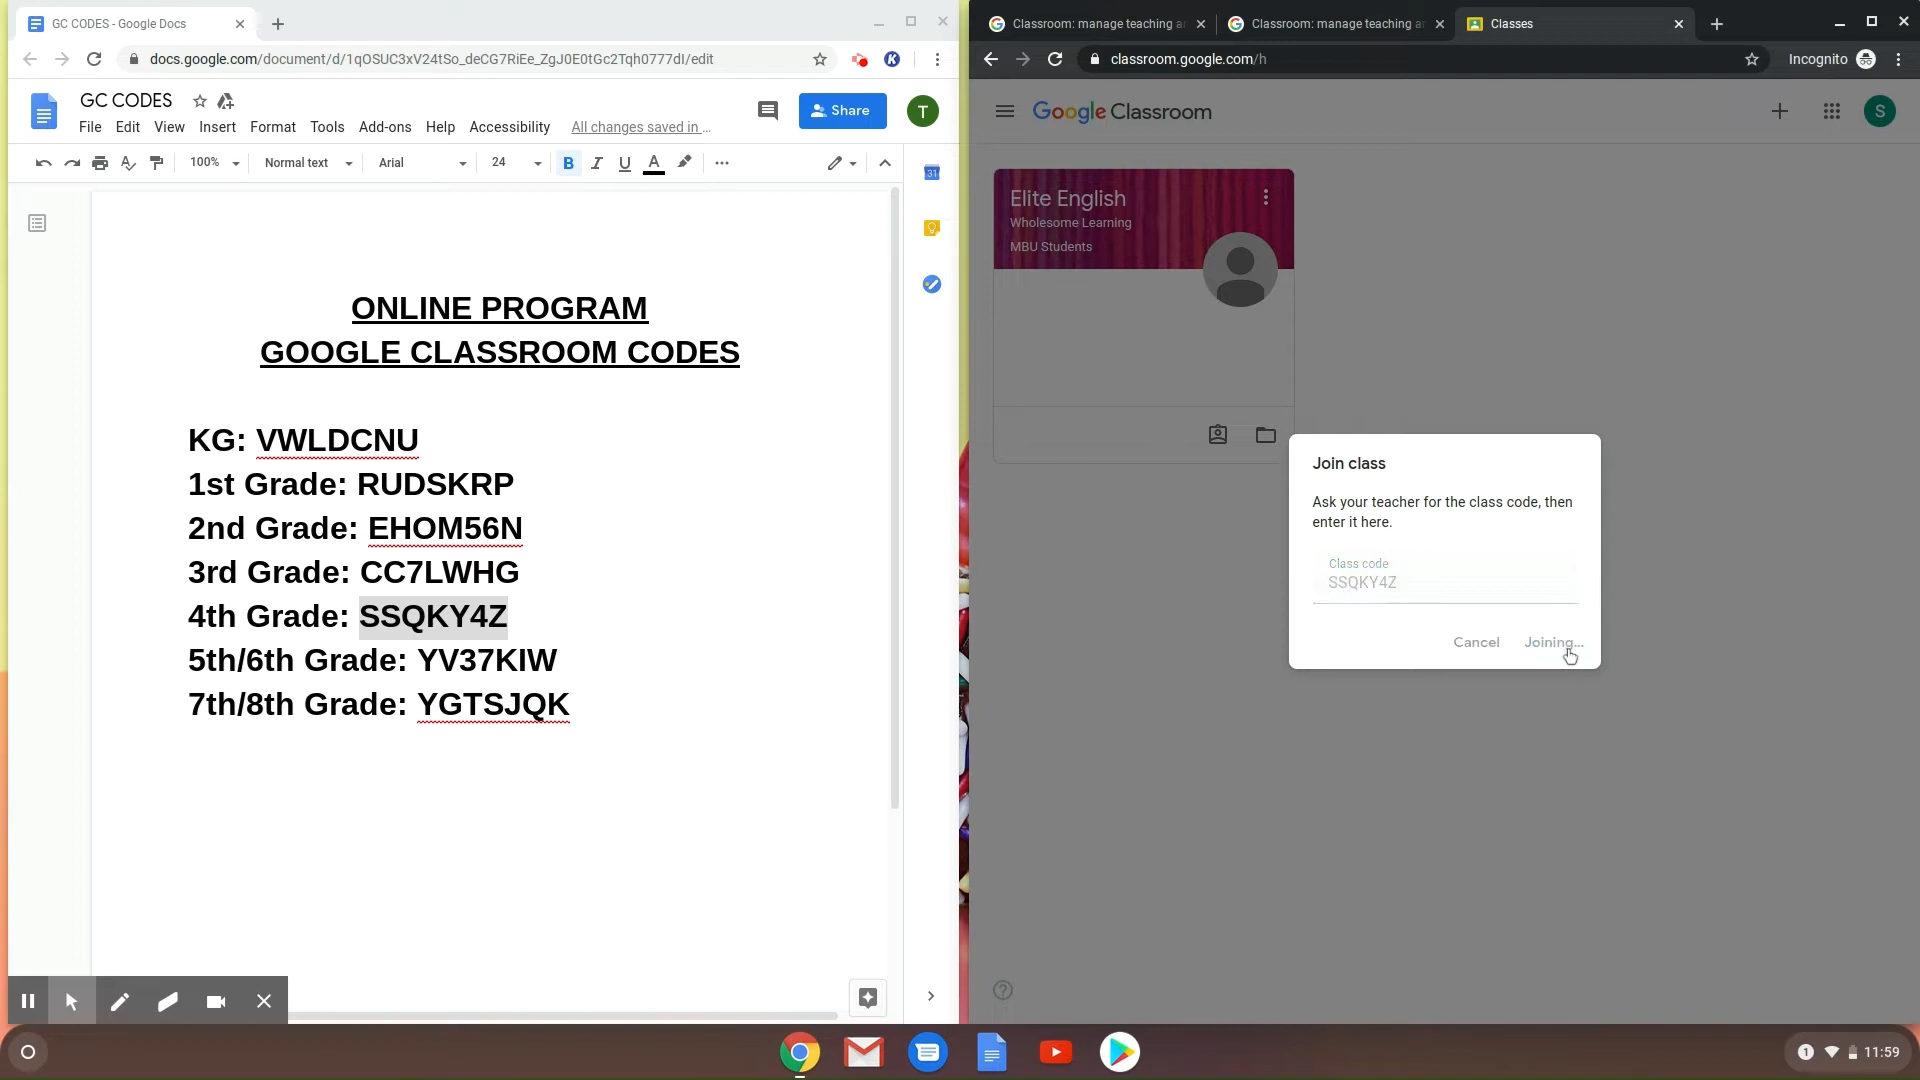 GC CODES - Google Docs
docs.google.com/document/d/1qOSUC3xV24tSo_deCG7RiEe_ZgJ0E0tGc2Tqh0777dI/edit
GC CODES
Share
T
File Edit View Insert Format Tools Add-ons Help Accessibility All changes saved in ...
100% Normal text Arial 24 B I U A
31
ONLINE PROGRAM
GOOGLE CLASSROOM CODES
KG: VWLDCNU
1st Grade: RUDSKRP
2nd Grade: EHOM56N
3rd Grade: CC7LWHG
4th Grade: SSQKY4Z
5th/6th Grade: YV37KIW
7th/8th Grade: YGTSJQK
Classroom: manage teaching a
Classroom: manage teaching a
Classes
classroom.google.com/h
Incognito
Google Classroom
S
Elite English
Wholesome Learning
MBU Students
Join class
Ask your teacher for the class code, then
enter it here.
Class code
SSQKY4Z
Cancel Joining...
1 11:59